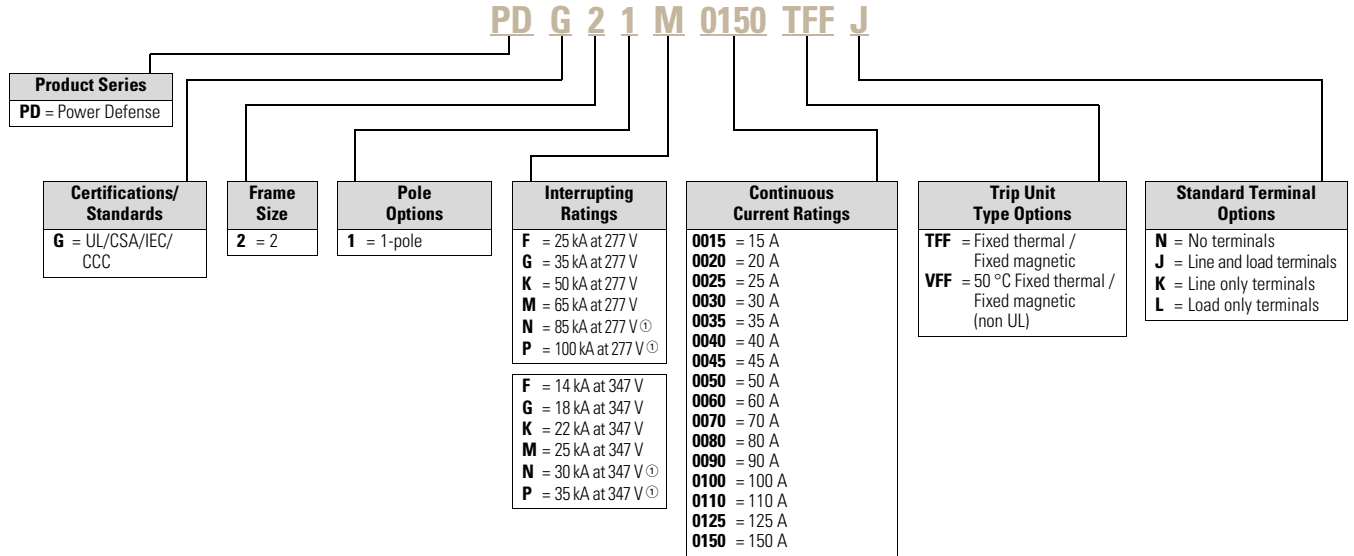 PD G 2 1 M 0150 TFF J
Product Series
PD = Power Defense
Certifications/
Standards
G = UL/CSA/IEC/
CCC
Frame
Size
2 = 2
Pole
Options
1 = 1-pole
Interrupting
Ratings
F = 25 kA at 277 V
G = 35 kA at 277 V
K = 50 kA at 277 V
M = 65 kA at 277 V
N = 85 kA at 277 V ①
P = 100 kA at 277 V ①
F = 14 kA at 347 V
G = 18 kA at 347 V
K = 22 kA at 347 V
M = 25 kA at 347 V
N = 30 kA at 347 V ①
P = 35 kA at 347 V ①
Continuous
Current Ratings
0015 = 15 A
0020 = 20 A
0025 = 25 A
0030 = 30 A
0035 = 35 A
0040 = 40 A
0045 = 45 A
0050 = 50 A
0060 = 60 A
0070 = 70 A
0080 = 80 A
0090 = 90 A
0100 = 100 A
0110 = 110 A
0125 = 125 A
0150 = 150 A
Trip Unit
Type Options
TFF = Fixed thermal /
Fixed magnetic
VFF = 50 °C Fixed thermal /
Fixed magnetic
(non UL)
Standard Terminal
Options
N = No terminals
J = Line and load terminals
K = Line only terminals
L = Load only terminals